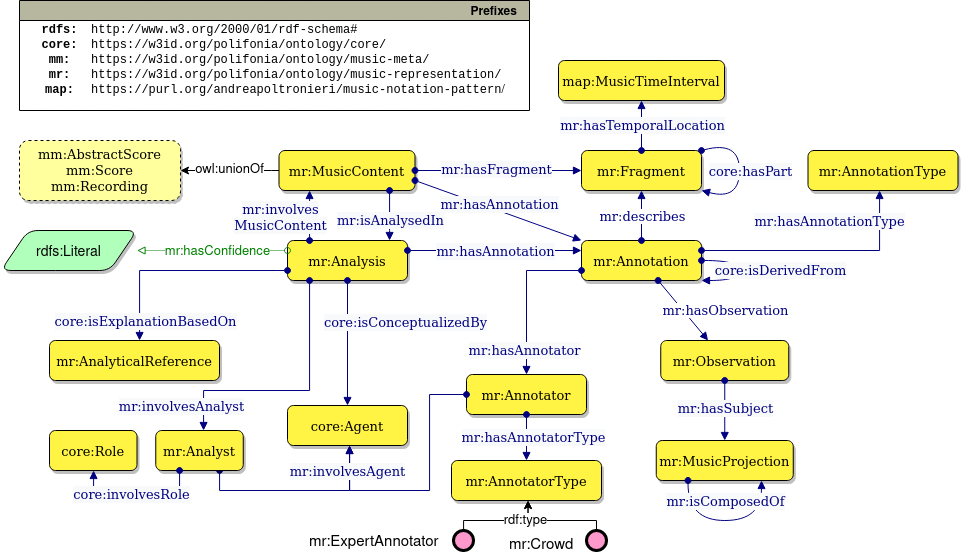 Prefixes
rdfs: http://www.w3.org/2000/01/rdf-schema#
core: https://w3id.org/polifonia/ontology/core/
mm: https://w3id.org/polifonia/ontology/music-meta/
mr: https://w3id.org/polifonia/ontology/music-representation/
map: https://purl.org/andreapoltronieri/music-notation-pattern/
map:MusicTimeInterval
mr:hasTemporalLocation
mm:AbstractScore
mm:Score
mm:Recording
owl:unionOf
mr:MusicContent
mr:hasFragment
mr:Fragment
core:hasPart
mr:AnnotationType
mr:involves
MusicContent
mr:isAnalysedIn
mr:hasAnnotation
mr:describes
mr:hasAnnotationType
rdfs:Literal
mr:hasConfidence
mr:Analysis
mr:hasAnnotation
mr:Annotation
core:isDerivedFrom
core:isExplanationBasedOn
core:isConceptualizedBy
mr:hasObservation
mr:AnalyticalReference
mr:hasAnnotator
mr:Observation
mr:involvesAnalyst
mr:Annotator
mr:hasSubject
core:Agent
mr:hasAnnotatorType
core:Role
mr:Analyst
mr:involvesAgent
mr:MusicProjection
core:involvesRole
mr:AnnotatorType
mr:isComposedOf
rdf:type
mr:ExpertAnnotator
mr:Crowd